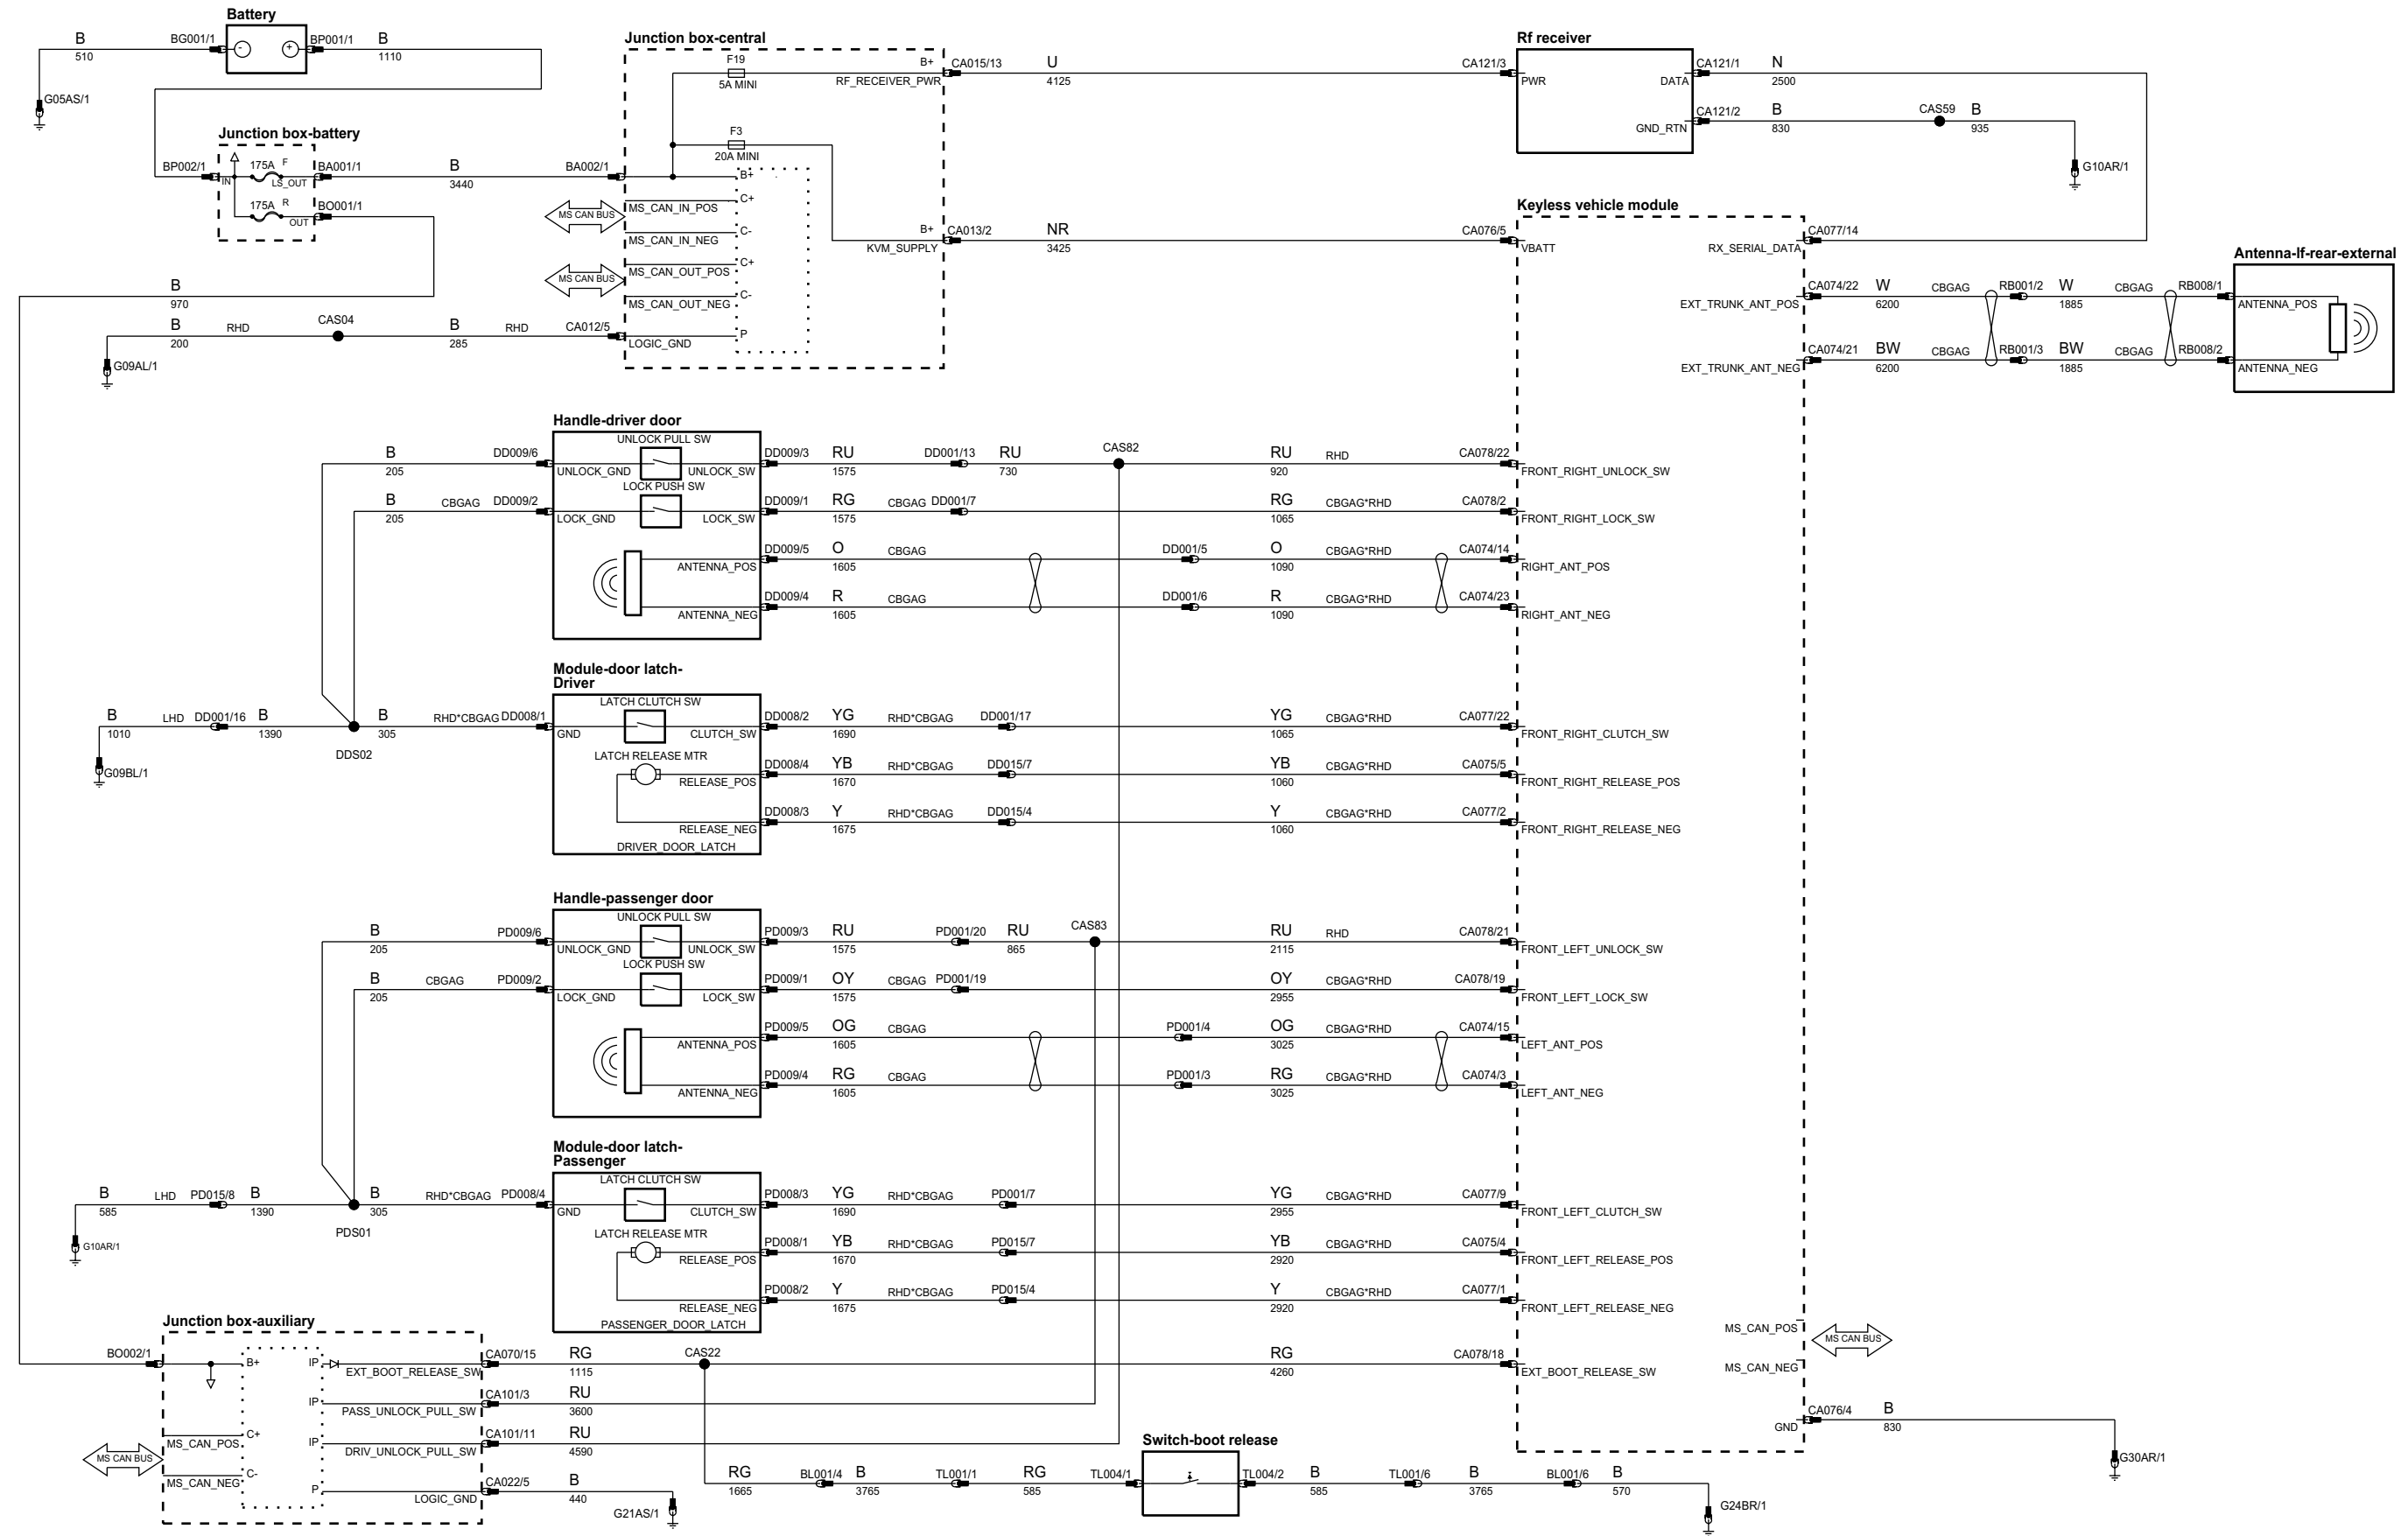 Battery
B
510
BG001/1
-
+
BP001/1
B
1110
G05AS/1
Junction box-battery
BP002/1
IN
175A
F
LS_OUT
BA001/1
B
3440
BA002/1
175A
R
OUT
BO001/1
B
970
B
200
RHD
CAS04
B
285
RHD
CA012/5
G09AL/1
Junction box-central
F19
5A MINI
B+
RF_RECEIVER_PWR
CA015/13
U
4125
CA121/3
F3
20A MINI
B+
C+
MS_CAN_IN_POS
MS CAN BUS
C-
MS_CAN_IN_NEG
B+
KVM_SUPPLY
CA013/2
NR
3425
CA076/5
C+
MS_CAN_OUT_POS
MS CAN BUS
C-
MS_CAN_OUT_NEG
P
LOGIC_GND
Rf receiver
PWR
DATA
CA121/1
N
2500
GND_RTN
CA121/2
B
830
CAS59
B
935
G10AR/1
Keyless vehicle module
VBATT
RX_SERIAL_DATA
CA077/14
EXT_TRUNK_ANT_POS
CA074/22
W
6200
CBGAG
RB001/2
W
1885
CBGAG
RB008/1
EXT_TRUNK_ANT_NEG
CA074/21
BW
6200
CBGAG
RB001/3
BW
1885
CBGAG
RB008/2
Antenna-lf-rear-external
ANTENNA_POS
ANTENNA_NEG
Handle-driver door
UNLOCK PULL SW
B
205
DD009/6
UNLOCK_GND
UNLOCK_SW
DD009/3
RU
1575
DD001/13
RU
730
CAS82
RU
920
RHD
CA078/22
FRONT_RIGHT_UNLOCK_SW
LOCK PUSH SW
B
205
CBGAG
DD009/2
LOCK_GND
LOCK_SW
DD009/1
RG
1575
CBGAG
DD001/7
RG
1065
CBGAG*RHD
CA078/2
FRONT_RIGHT_LOCK_SW
ANTENNA_POS
DD009/5
O
1605
CBGAG
DD001/5
O
1090
CBGAG*RHD
CA074/14
RIGHT_ANT_POS
ANTENNA_NEG
DD009/4
R
1605
CBGAG
DD001/6
R
1090
CBGAG*RHD
CA074/23
RIGHT_ANT_NEG
Module-door latch-
Driver
LATCH CLUTCH SW
B
1010
LHD
DD001/16
B
1390
DDS02
B
305
RHD*CBGAG
DD008/1
G09BL/1
GND
CLUTCH_SW
DD008/2
YG
1690
RHD*CBGAG
DD001/17
YG
1065
CBGAG*RHD
CA077/22
FRONT_RIGHT_CLUTCH_SW
LATCH RELEASE MTR
RELEASE_POS
DD008/4
YB
1670
RHD*CBGAG
DD015/7
YB
1060
CBGAG*RHD
CA075/5
FRONT_RIGHT_RELEASE_POS
RELEASE_NEG
DD008/3
Y
1675
RHD*CBGAG
DD015/4
Y
1060
CBGAG*RHD
CA077/2
FRONT_RIGHT_RELEASE_NEG
DRIVER_DOOR_LATCH
Handle-passenger door
UNLOCK PULL SW
B
205
PD009/6
UNLOCK_GND
UNLOCK_SW
PD009/3
RU
1575
PD001/20
RU
865
CAS83
RU
2115
RHD
CA078/21
FRONT_LEFT_UNLOCK_SW
LOCK PUSH SW
B
205
CBGAG
PD009/2
LOCK_GND
LOCK_SW
PD009/1
OY
1575
CBGAG
PD001/19
OY
2955
CBGAG*RHD
CA078/19
FRONT_LEFT_LOCK_SW
ANTENNA_POS
PD009/5
OG
1605
CBGAG
PD001/4
OG
3025
CBGAG*RHD
CA074/15
LEFT_ANT_POS
ANTENNA_NEG
PD009/4
RG
1605
CBGAG
PD001/3
RG
3025
CBGAG*RHD
CA074/3
LEFT_ANT_NEG
Module-door latch-
Passenger
LATCH CLUTCH SW
B
585
LHD
PD015/8
B
1390
PDS01
B
305
RHD*CBGAG
PD008/4
G10AR/1
GND
CLUTCH_SW
PD008/3
YG
1690
RHD*CBGAG
PD001/7
YG
2955
CBGAG*RHD
CA077/9
FRONT_LEFT_CLUTCH_SW
LATCH RELEASE MTR
RELEASE_POS
PD008/1
YB
1670
RHD*CBGAG
PD015/7
YB
2920
CBGAG*RHD
CA075/4
FRONT_LEFT_RELEASE_POS
RELEASE_NEG
PD008/2
Y
1675
RHD*CBGAG
PD015/4
Y
2920
CBGAG*RHD
CA077/1
FRONT_LEFT_RELEASE_NEG
PASSENGER_DOOR_LATCH
MS_CAN_POS
MS CAN BUS
MS_CAN_NEG
GND
CA076/4
B
830
G30AR/1
Junction box-auxiliary
BO002/1
B+
IP
EXT_BOOT_RELEASE_SW
CA070/15
RG
1115
CAS22
RG
4260
CA078/18
EXT_BOOT_RELEASE_SW
IP
PASS_UNLOCK_PULL_SW
CA101/3
RU
3600
C+
MS_CAN_POS
MS CAN BUS
IP
DRIV_UNLOCK_PULL_SW
CA101/11
RU
4590
C-
MS_CAN_NEG
P
LOGIC_GND
CA022/5
B
440
G21AS/1
Switch-boot release
RG
1665
BL001/4
B
3765
TL001/1
RG
585
TL004/1
TL004/2
B
585
TL001/6
B
3765
BL001/6
B
570
G24BR/1